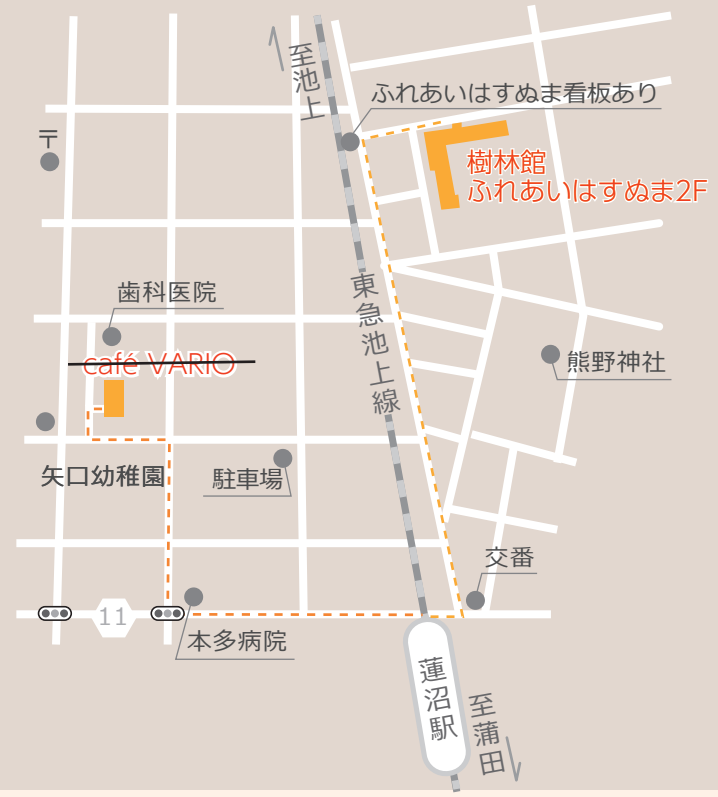 至池上
ふれあいはすぬま看板あり
〒
樹林館
ふれあいはすぬま2F
東急池上線
歯科医院
café VARIO
熊野神社
矢口幼稚園
駐車場
交番
11
本多病院
蓮沼駅
至蒲田